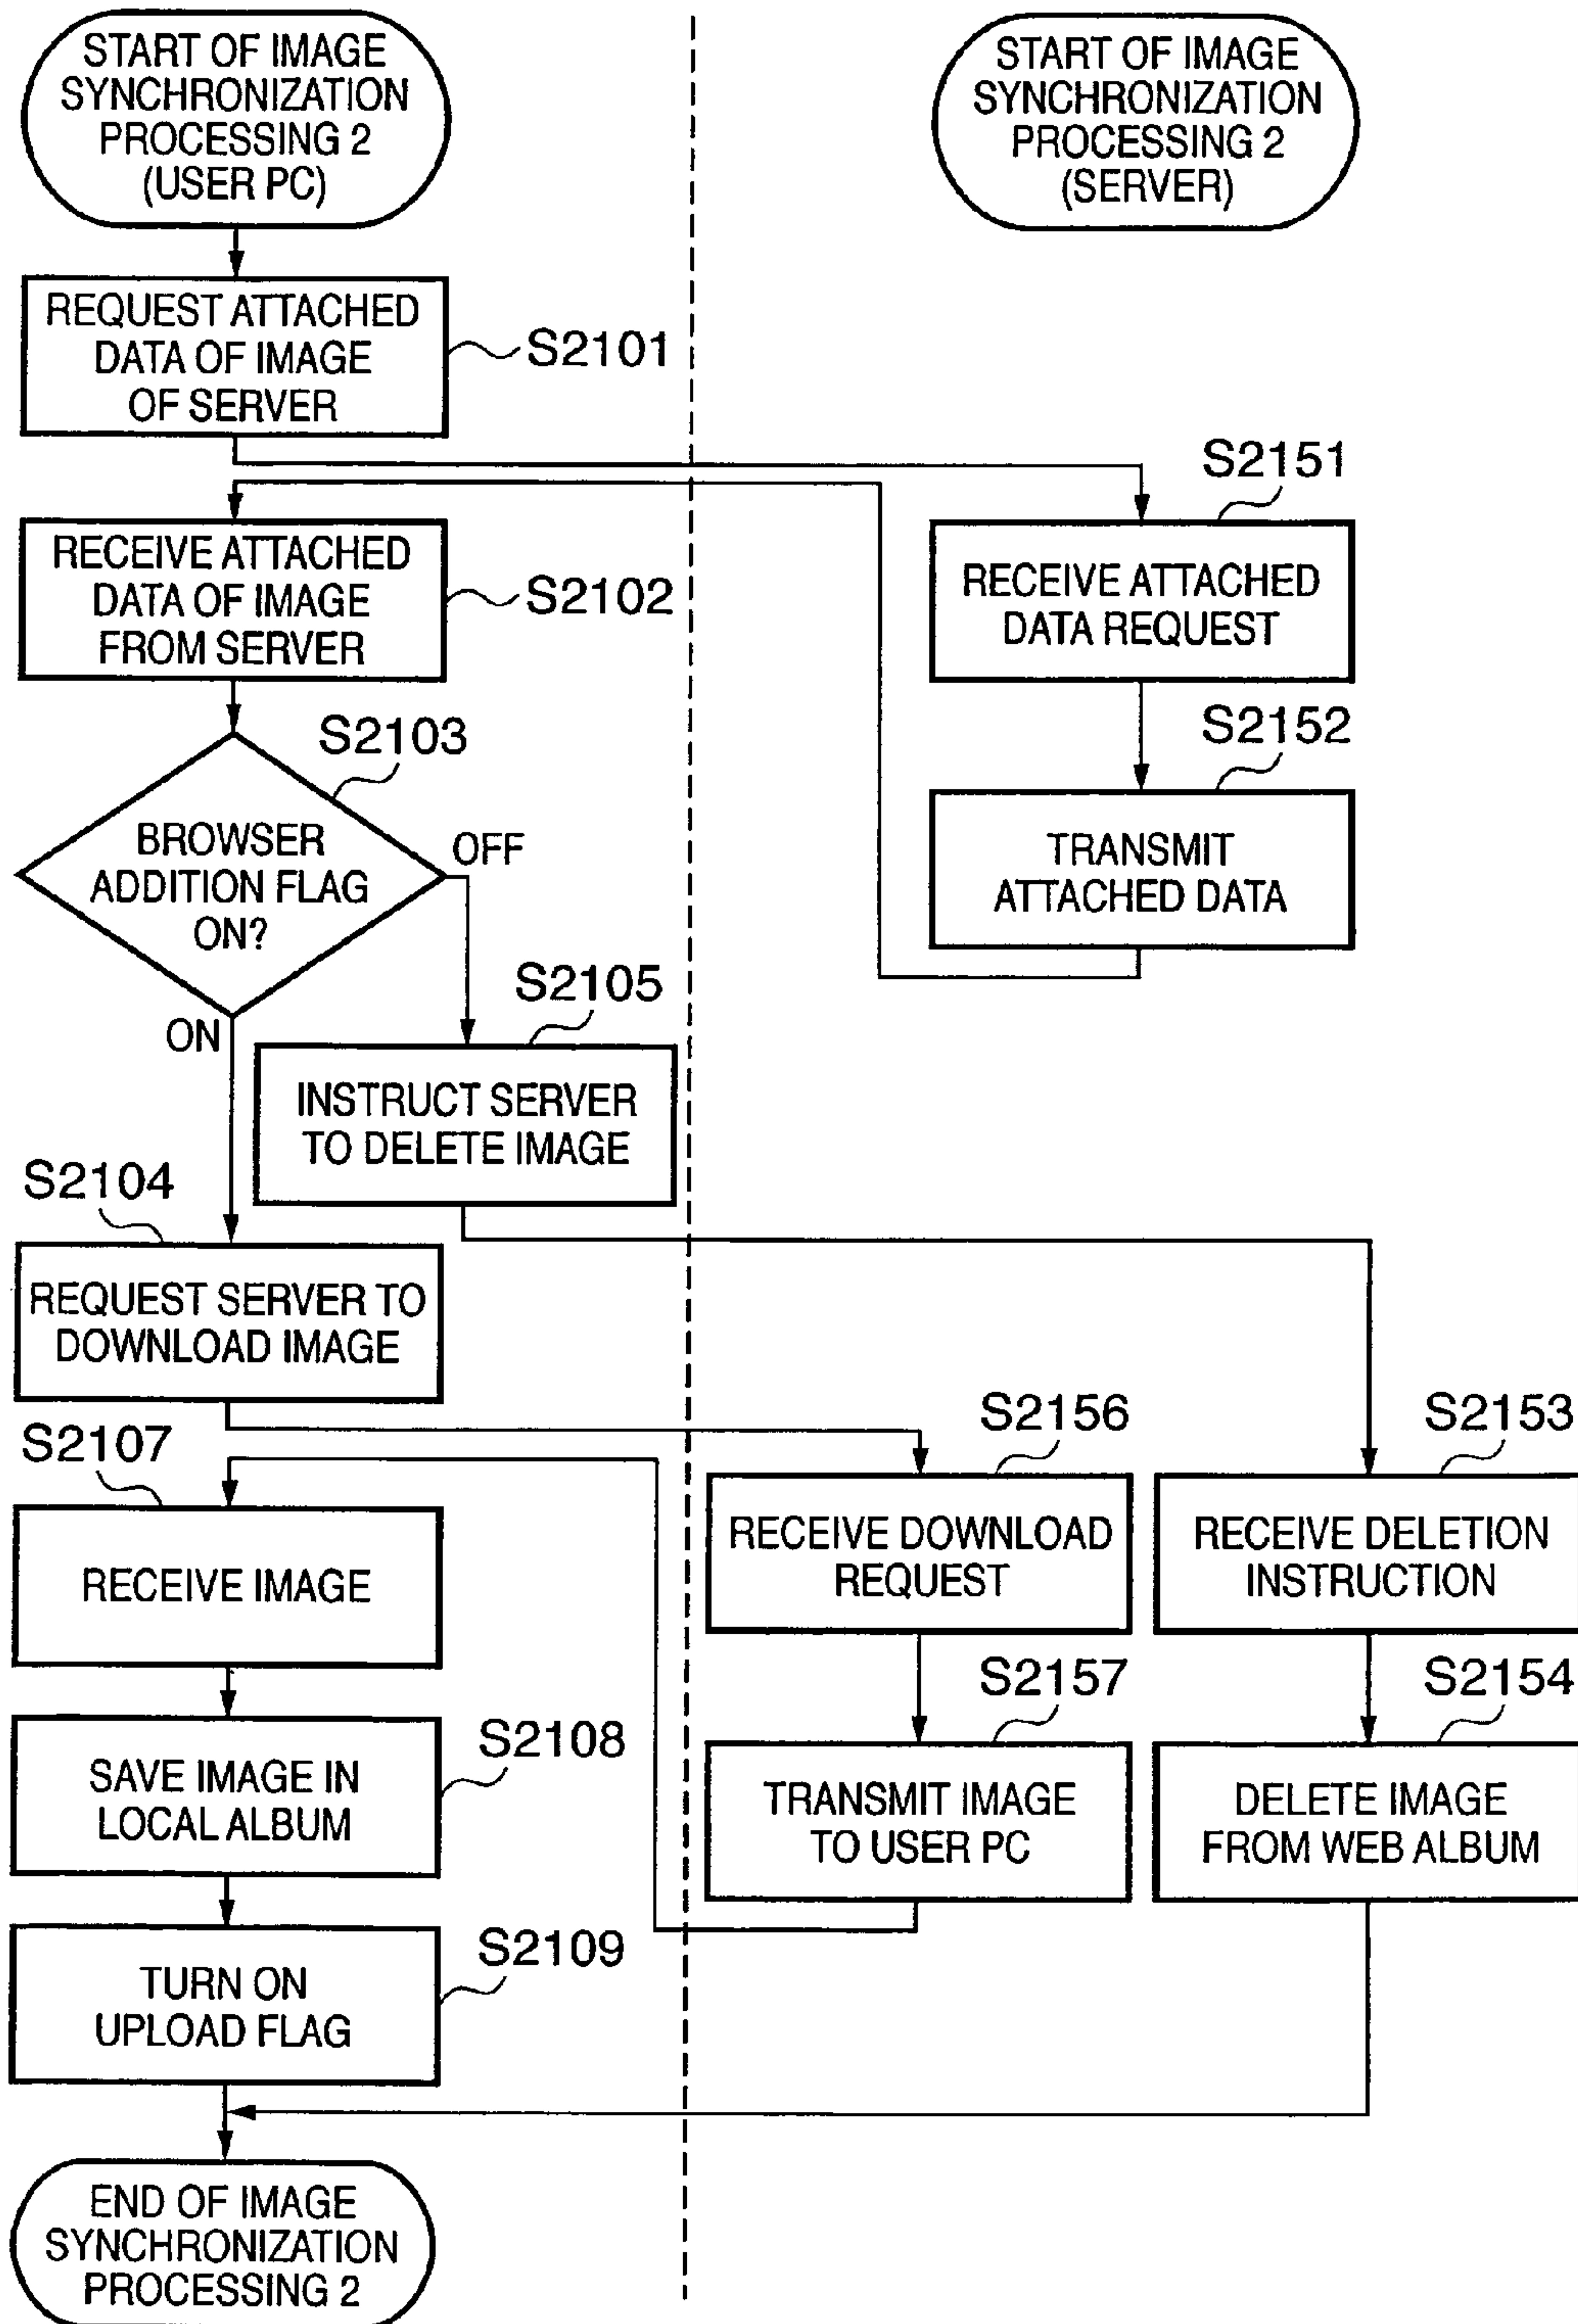 START OF IMAGE
SYNCHRONIZATION
PROCESSING 2
(USER PC)
START OF IMAGE
SYNCHRONIZATION
PROCESSING 2
(SERVER)
REQUEST ATTACHED
DATA OF IMAGE
OF SERVER
S2101
S2151
RECEIVE ATTACHED
DATA OF IMAGE
FROM SERVER
S2102
RECEIVE ATTACHED
DATA REQUEST
S2103
S2152
BROWSER
ADDITION FLAG
ON?
OFF
ON
TRANSMIT
ATTACHED DATA
S2105
INSTRUCT SERVER
TO DELETE IMAGE
S2104
REQUEST SERVER TO
DOWNLOAD IMAGE
S2107
S2156
S2153
RECEIVE IMAGE
RECEIVE DOWNLOAD
REQUEST
RECEIVE DELETION
INSTRUCTION
S2157
S2154
SAVE IMAGE IN
LOCAL ALBUM
S2108
TRANSMIT IMAGE
TO USER PC
DELETE IMAGE
FROM WEB ALBUM
TURN ON
UPLOAD FLAG
S2109
END OF IMAGE
SYNCHRONIZATION
PROCESSING 2